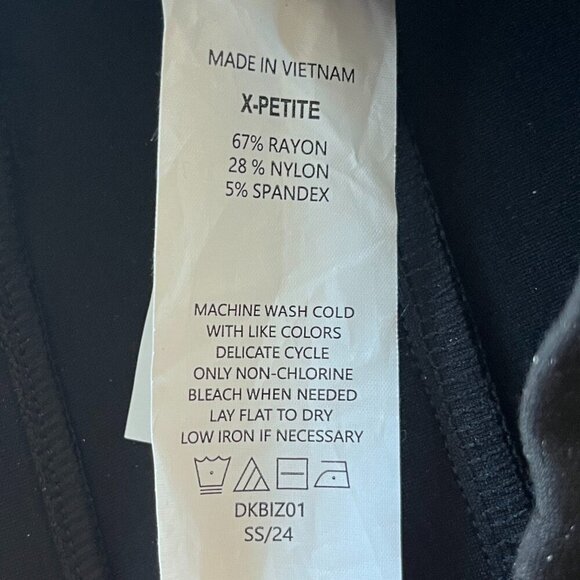 MADE IN VIETNAM
X-PETITE
67% RAYON
28 % NYLON
5% SPANDEX
MACHINE WASH COLD
WITH LIKE COLORS
DELICATE CYCLE
ONLY NON-CHLORINE
BLEACH WHEN NEEDED
LAY FLAT TO DRY
LOW IRON IF NECESSARY
DKBIZ01
SS/24